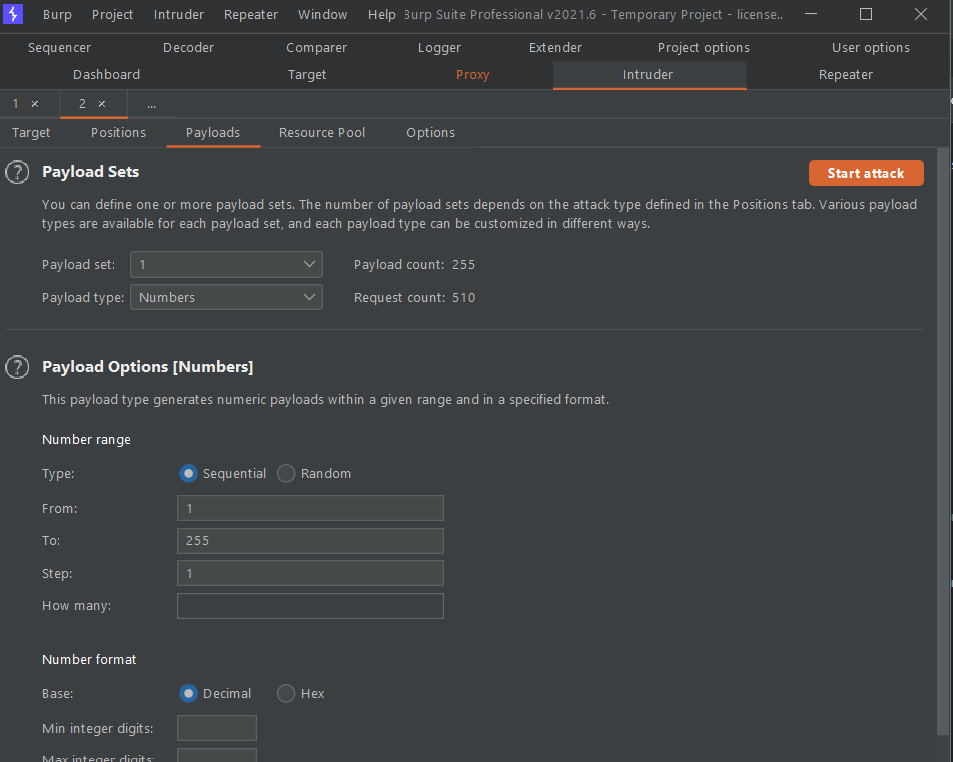 Burp Project Intruder Repeater Window Help Burp Suite Professional v2021.6 - Temporary Project - license..
Sequencer Decoder Comparer Logger Extender Project options User options
Dashboard Target Proxy Intruder Repeater
1 × 2 × ...
Target Positions Payloads Resource Pool Options
? Payload Sets Start attack
You can define one or more payload sets. The number of payload sets depends on the attack type defined in the Positions tab. Various payload
types are available for each payload set, and each payload type can be customized in different ways.
Payload set: 1 Payload count: 255
Payload type: Numbers Request count: 510
? Payload Options [Numbers]
This payload type generates numeric payloads within a given range and in a specified format.
Number range
Type: Sequential Random
From: 1
To: 255
Step: 1
How many:
Number format
Base: Decimal Hex
Min integer digits:
Max integer digits: